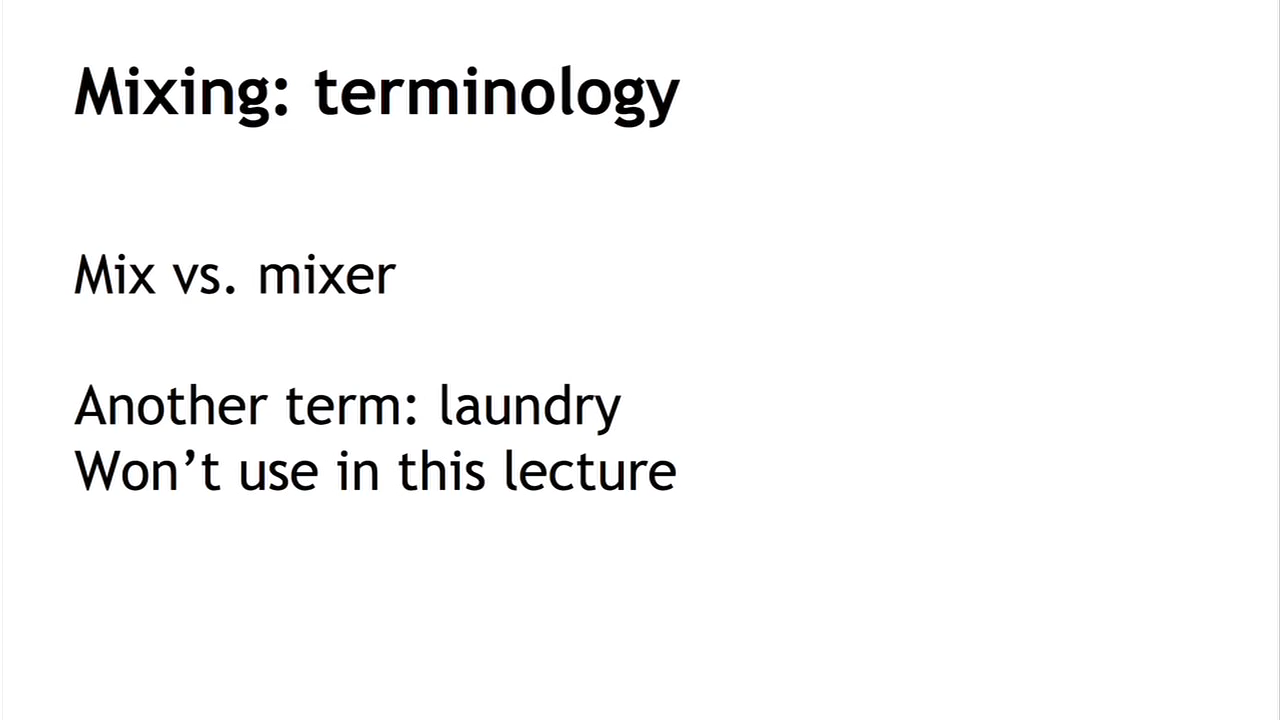 Mixing: terminology
Mix vs. mixer
Another term: laundry
Won’t use in this lecture